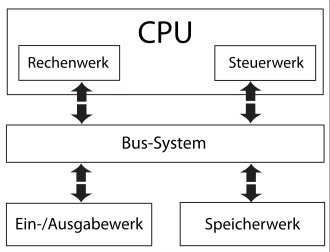 CPU
Rechenwerk
Steuerwerk
Bus-System
Ein-/Ausgabewerk
Speicherwerk